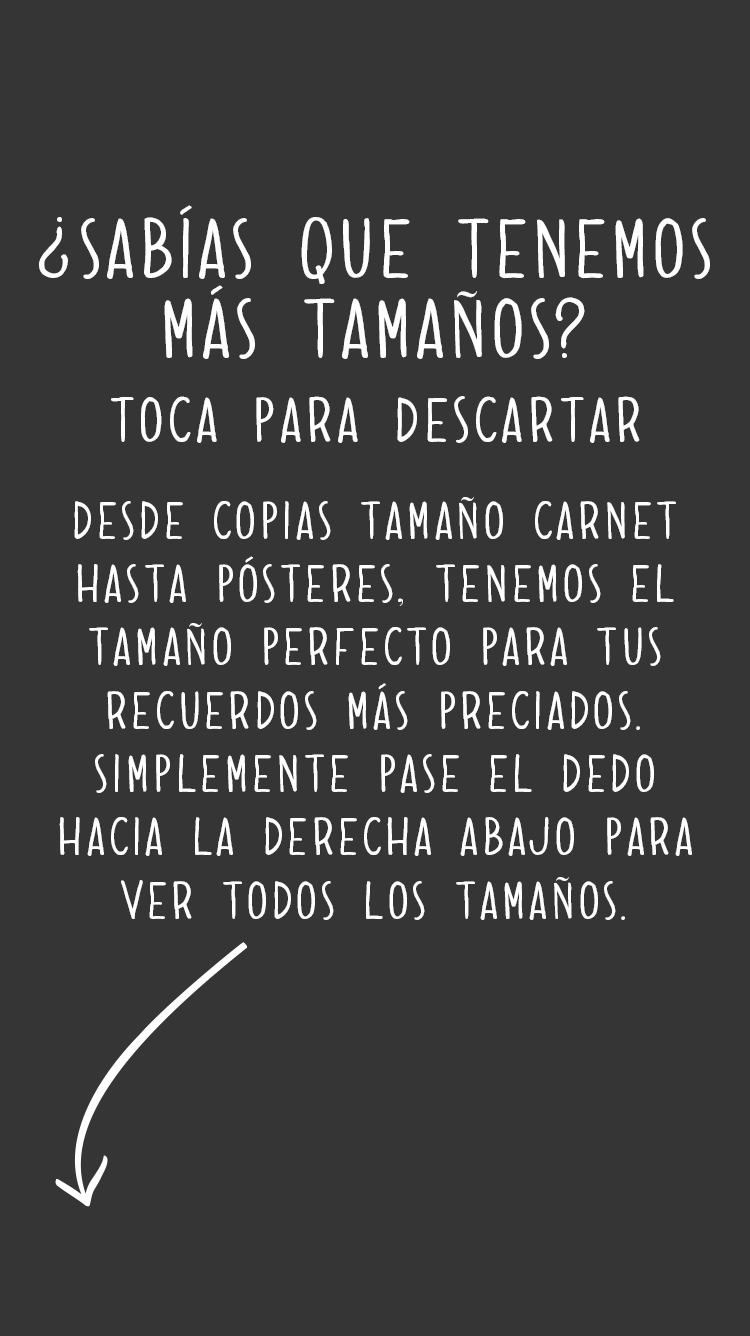 ¿SABÍAS QUE TENEMOS
MÁS TAMAÑOS?
TOCA PARA DESCARTAR
DESDE COPIAS TAMAÑO CARNET
HASTA PÓSTERES, TENEMOS EL
TAMAÑO PERFECTO PARA TUS
RECUERDOS MÁS PRECIADOS.
SIMPLEMENTE PASE EL DEDO
HACIA LA DERECHA ABAJO PARA
VER TODOS LOS TAMAÑOS.